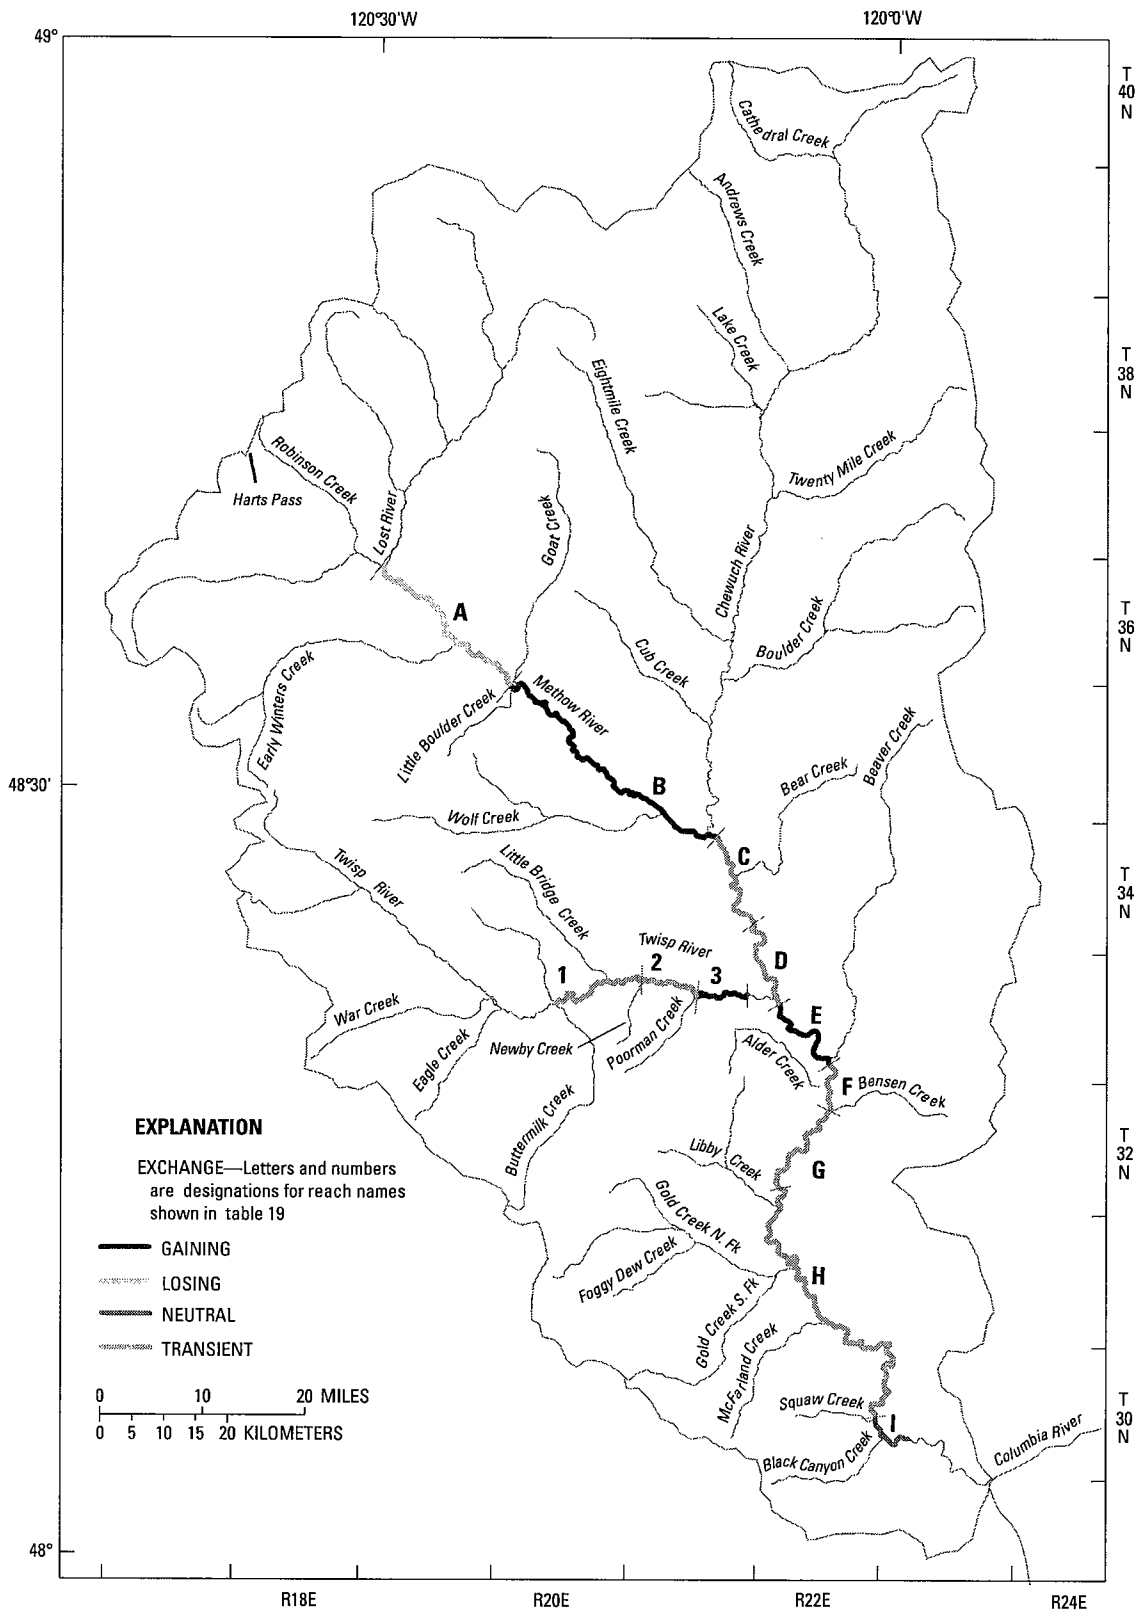 120°30'W
120°0'W
49°
T
40
N
Cathedral Creek
Andrews Creek
Lake Creek
T
38
N
Eightmile Creek
Robinson Creek
Harts Pass
Lost River
Goat Creek
Twenty Mile Creek
Chewuch River
A
T
36
N
Boulder Creek
Cub Creek
Early Winters Creek
Methow River
Little Boulder Creek
Beaver Creek
48°30'
B
Bear Creek
Wolf Creek
C
Twisp River
Little Bridge Creek
T
34
N
Twisp River
1
2
3
D
E
War Creek
Eagle Creek
Newby Creek
Poorman Creek
Alder Creek
F
Bensen Creek
Buttermilk Creek
EXPLANATION
EXCHANGE—Letters and numbers
are designations for reach names
shown in table 19
GAINING
LOSING
NEUTRAL
TRANSIENT
0 10 20 MILES
0 5 10 15 20 KILOMETERS
T
32
N
Libby Creek
G
Gold Creek N. Fk
Foggy Dew Creek
H
Gold Creek S. Fk
McFarland Creek
Squaw Creek
I
T
30
N
Black Canyon Creek
Columbia River
48°
R18E
R20E
R22E
R24E